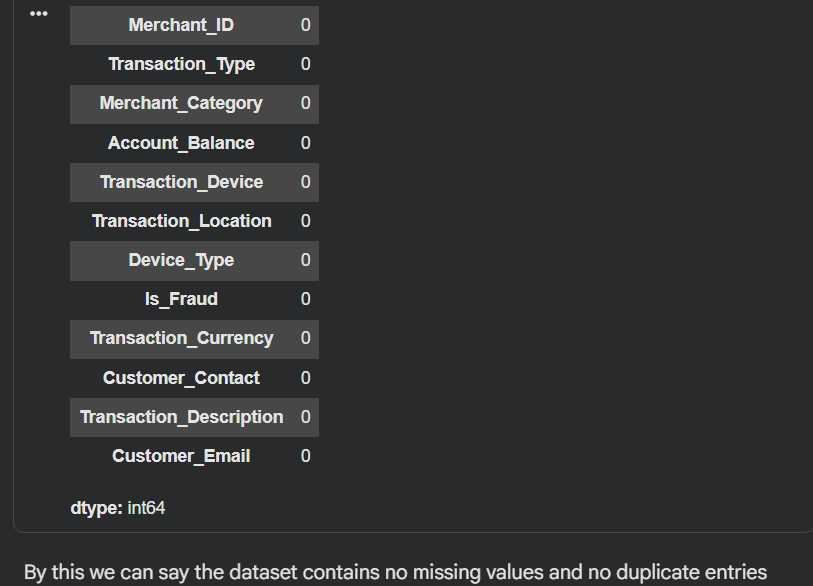 Merchant_ID 0
Transaction_Type 0
Merchant_Category 0
Account_Balance 0
Transaction_Device 0
Transaction_Location 0
Device_Type 0
Is_Fraud 0
Transaction_Currency 0
Customer_Contact 0
Transaction_Description 0
Customer_Email 0
dtype: int64
By this we can say the dataset contains no missing values and no duplicate entries